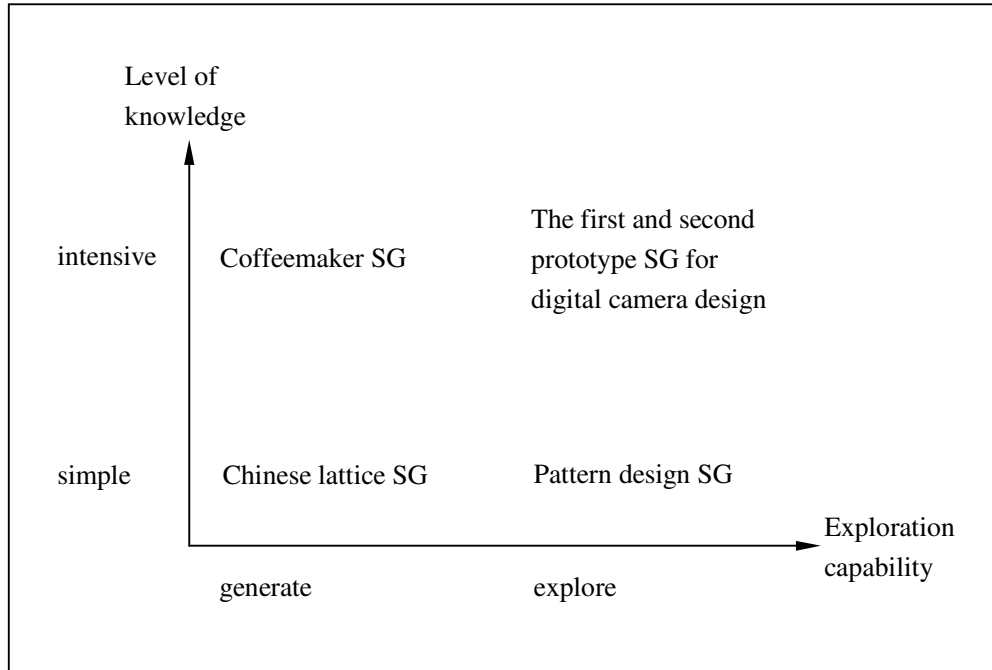 Level of
knowledge
intensive
Coffeemaker SG
The first and second
prototype SG for
digital camera design
simple
Chinese lattice SG
Pattern design SG
Exploration
capability
generate
explore